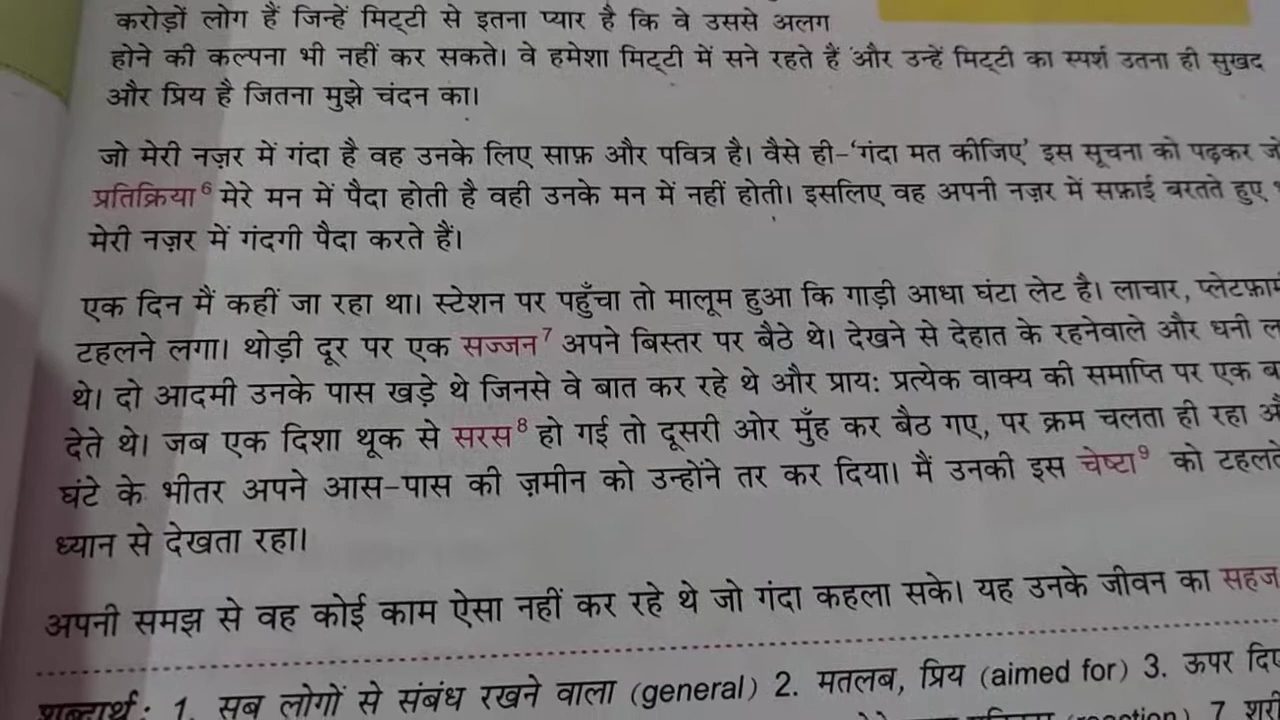 करोड़ों लोग हैं जिन्हें मिट्टी से इतना प्यार है कि वे उससे अलग
होने की कल्पना भी नहीं कर सकते। वे हमेशा मिट्टी में सने रहते हैं और उन्हें मिट्टी का स्पर्श उतना ही सुखद
और प्रिय है जितना मुझे चंदन का।
जो मेरी नज़र में गंदा है वह उनके लिए साफ़ और पवित्र है। वैसे ही-‘गंदा मत कीजिए’ इस सूचना को पढ़कर
प्रतिक्रिया⁶ मेरे मन में पैदा होती है वही उनके मन में नहीं होती। इसलिए वह अपनी नज़र में सफ़ाई बरतते हुए
मेरी नज़र में गंदगी पैदा करते हैं।
एक दिन मैं कहीं जा रहा था। स्टेशन पर पहुँचा तो मालूम हुआ कि गाड़ी आधा घंटा लेट है। लाचार,
टहलने लगा। थोड़ी दूर पर एक सज्जन⁷ अपने बिस्तर पर बैठे थे। देखने से देहात के रहनेवाले और धनी
थे। दो आदमी उनके पास खड़े थे जिनसे वे बात कर रहे थे और प्राय: प्रत्येक वाक्य की समाप्ति पर एक
देते थे। जब एक दिशा थूक से सरस⁸ हो गई तो दूसरी ओर मुँह कर बैठ गए, पर क्रम चलता ही रहा
घंटे के भीतर अपने आस-पास की ज़मीन को उन्होंने तर कर दिया। मैं उनकी इस चेष्टा⁹ को
ध्यान से देखता रहा।
अपनी समझ से वह कोई काम ऐसा नहीं कर रहे थे जो गंदा कहला सके। यह उनके जीवन का सहज
शब्दार्थ: 1. सब लोगों से संबंध रखने वाला (general) 2. मतलब, प्रिय (aimed for) 3. ऊपर